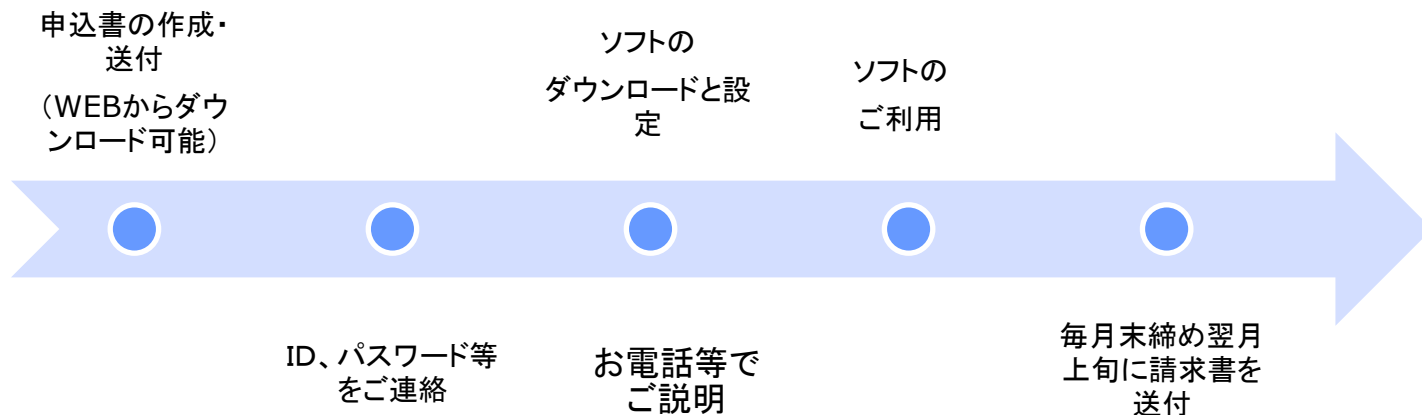 申込書の作成・
送付
（WEBからダウ
ンロード可能）
ID、パスワード等
をご連絡
ソフトの
ダウンロードと設
定
お電話等で
ご説明
ソフトの
ご利用
毎月末締め翌月
上旬に請求書を
送付